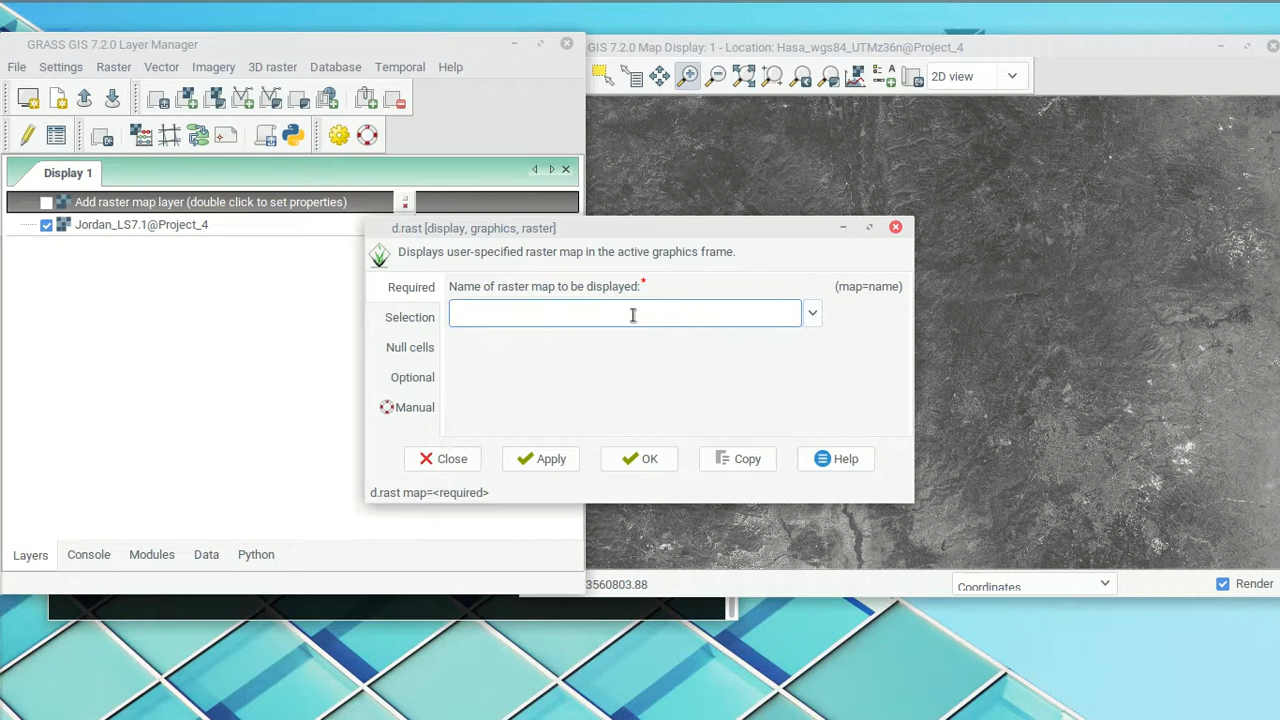 GRASS GIS 7.2.0 Layer Manager
File Settings Raster Vector Imagery 3D raster Database Temporal Help
Display 1
Add raster map layer (double click to set properties)
Jordan_LS7.1@Project_4
Layers Console Modules Data Python
GIS 7.2.0 Map Display: 1 - Location: Hasa_wgs84_UTMz36n@Project_4
2D view
d.rast [display, graphics, raster]
Displays user-specified raster map in the active graphics frame.
Required
Selection
Null cells
Optional
Manual
Name of raster map to be displayed:* (map=name)
Close Apply OK Copy Help
d.rast map=<required>
3560803.88
Coordinates
Render